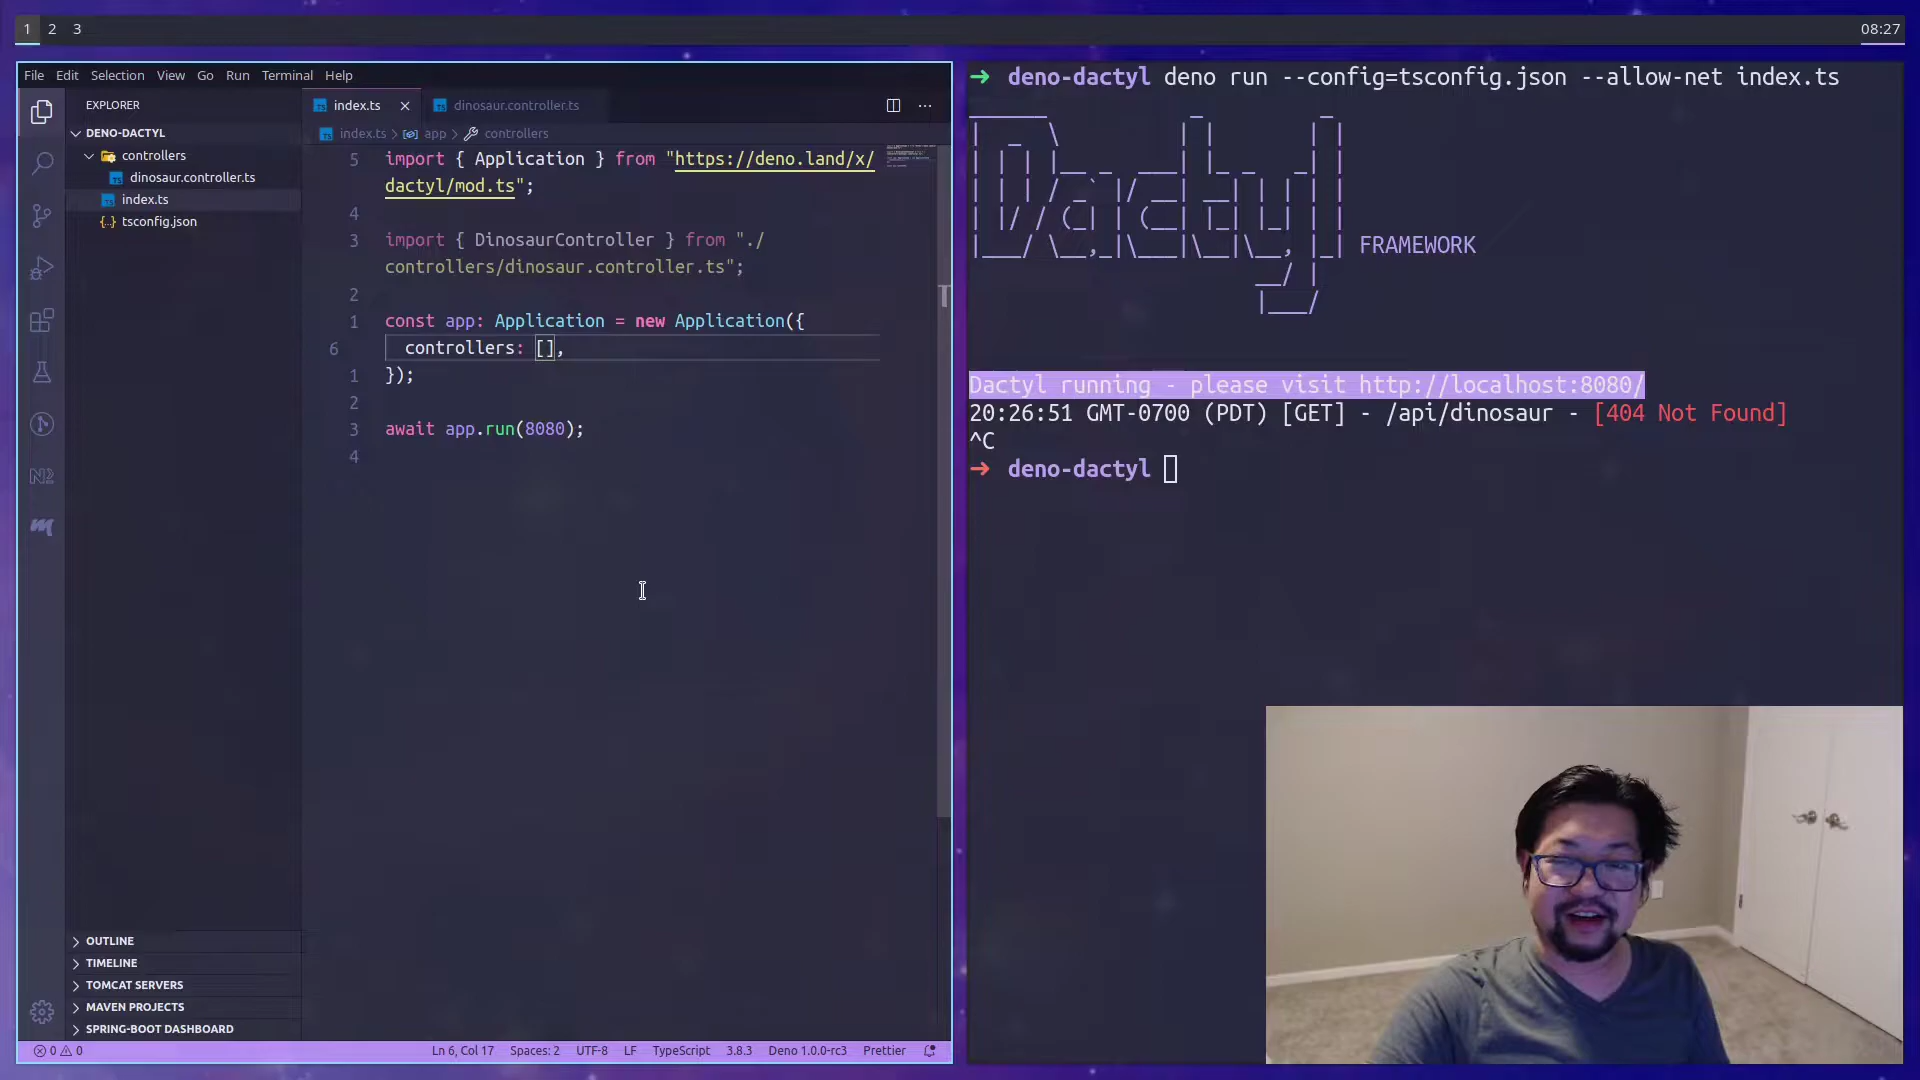 1 2 3
08:27
File Edit Selection View Go Run Terminal Help
EXPLORER
DENO-DACTYL
controllers
dinosaur.controller.ts
index.ts
tsconfig.json
OUTLINE
TIMELINE
TOMCAT SERVERS
MAVEN PROJECTS
SPRING-BOOT DASHBOARD
index.ts
dinosaur.controller.ts
index.ts > app > controllers
5 import { Application } from "https://deno.land/x/
dactyl/mod.ts";
4
3 import { DinosaurController } from "./
controllers/dinosaur.controller.ts";
2
1 const app: Application = new Application({
6 controllers: [],
1 });
2
3 await app.run(8080);
4
0 0
Ln 6, Col 17 Spaces: 2 UTF-8 LF TypeScript 3.8.3 Deno 1.0.0-rc3 Prettier
➜ deno-dactyl deno run --config=tsconfig.json --allow-net index.ts
Dactyl FRAMEWORK
Dactyl running - please visit http://localhost:8080/
20:26:51 GMT-0700 (PDT) [GET] - /api/dinosaur - [404 Not Found]
^C
➜ deno-dactyl